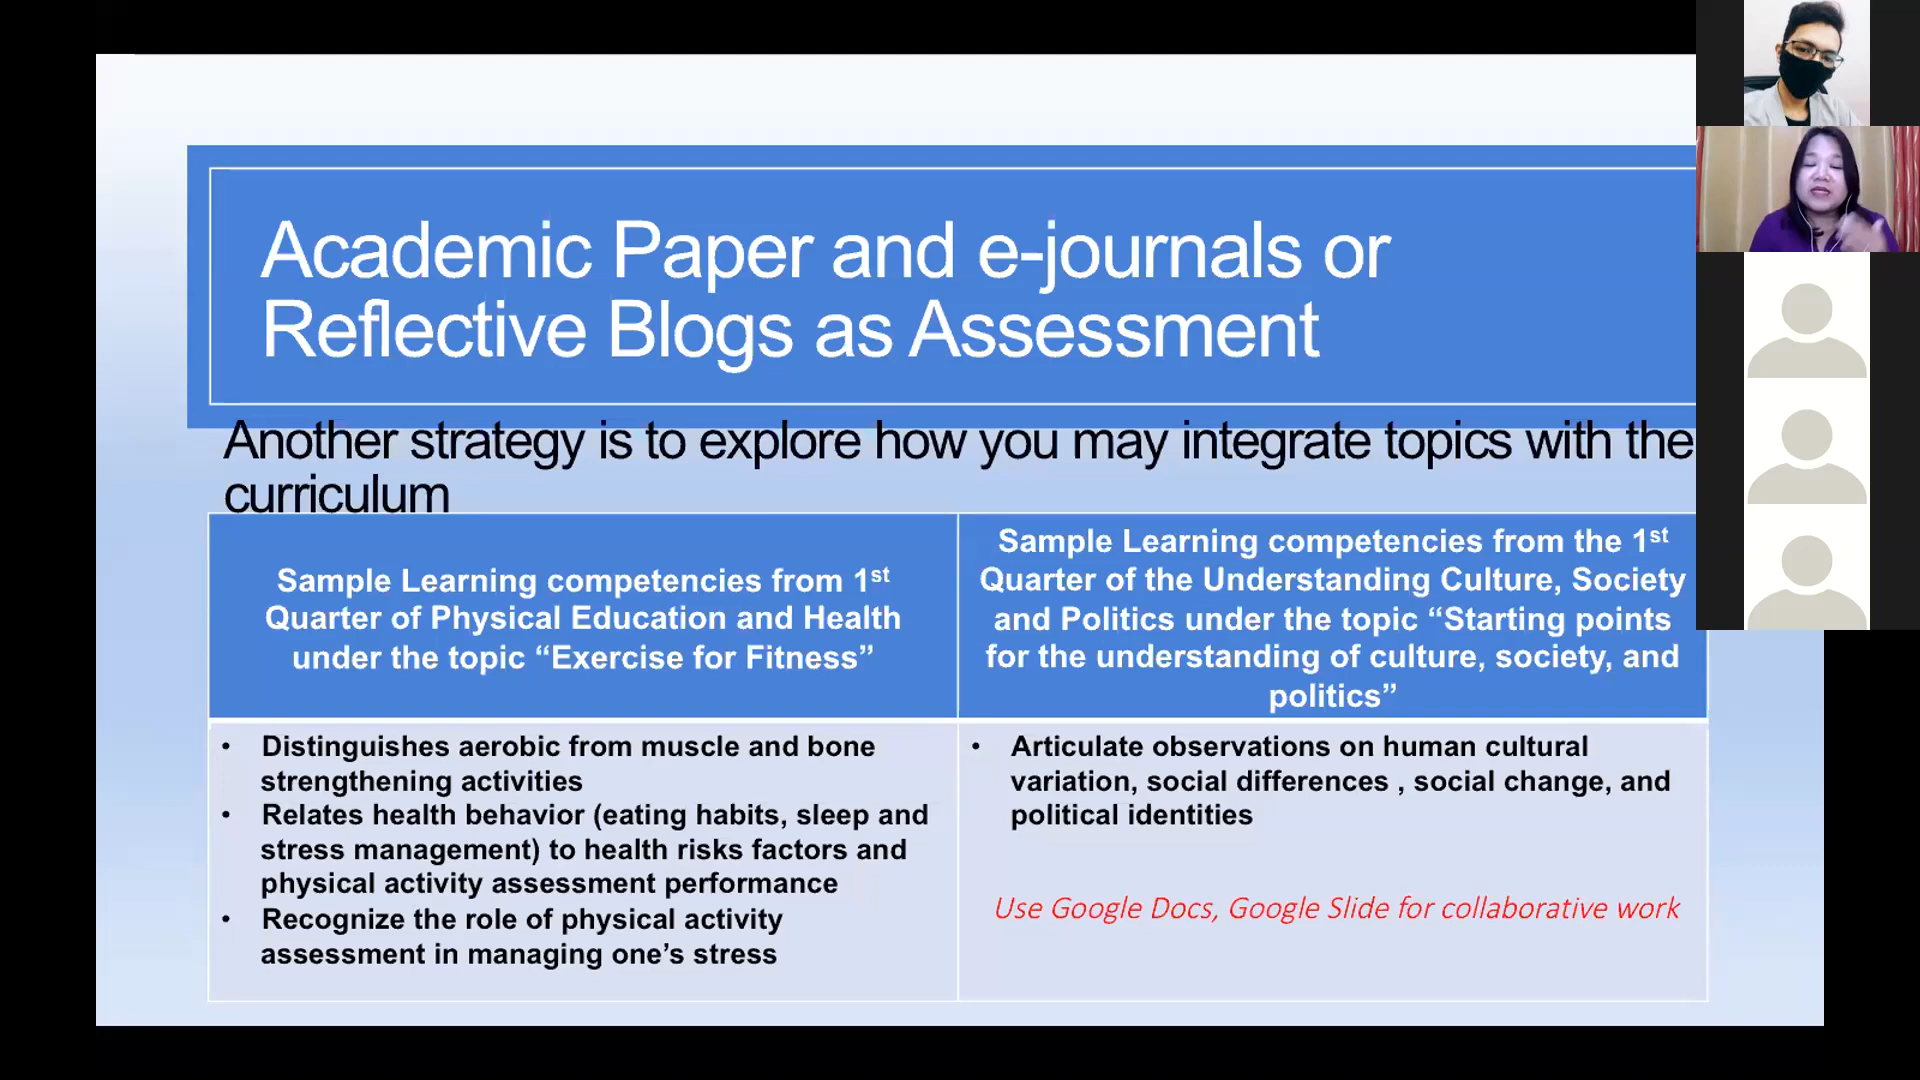 Academic Paper and e-journals or
Reflective Blogs as Assessment
Another strategy is to explore how you may integrate topics with the
curriculum
Sample Learning competencies from 1st
Quarter of Physical Education and Health
under the topic “Exercise for Fitness”
Sample Learning competencies from the 1st
Quarter of the Understanding Culture, Society
and Politics under the topic “Starting points
for the understanding of culture, society, and
politics”
• Distinguishes aerobic from muscle and bone
strengthening activities
• Relates health behavior (eating habits, sleep and
stress management) to health risks factors and
physical activity assessment performance
• Recognize the role of physical activity
assessment in managing one’s stress
• Articulate observations on human cultural
variation, social differences , social change, and
political identities
Use Google Docs, Google Slide for collaborative work